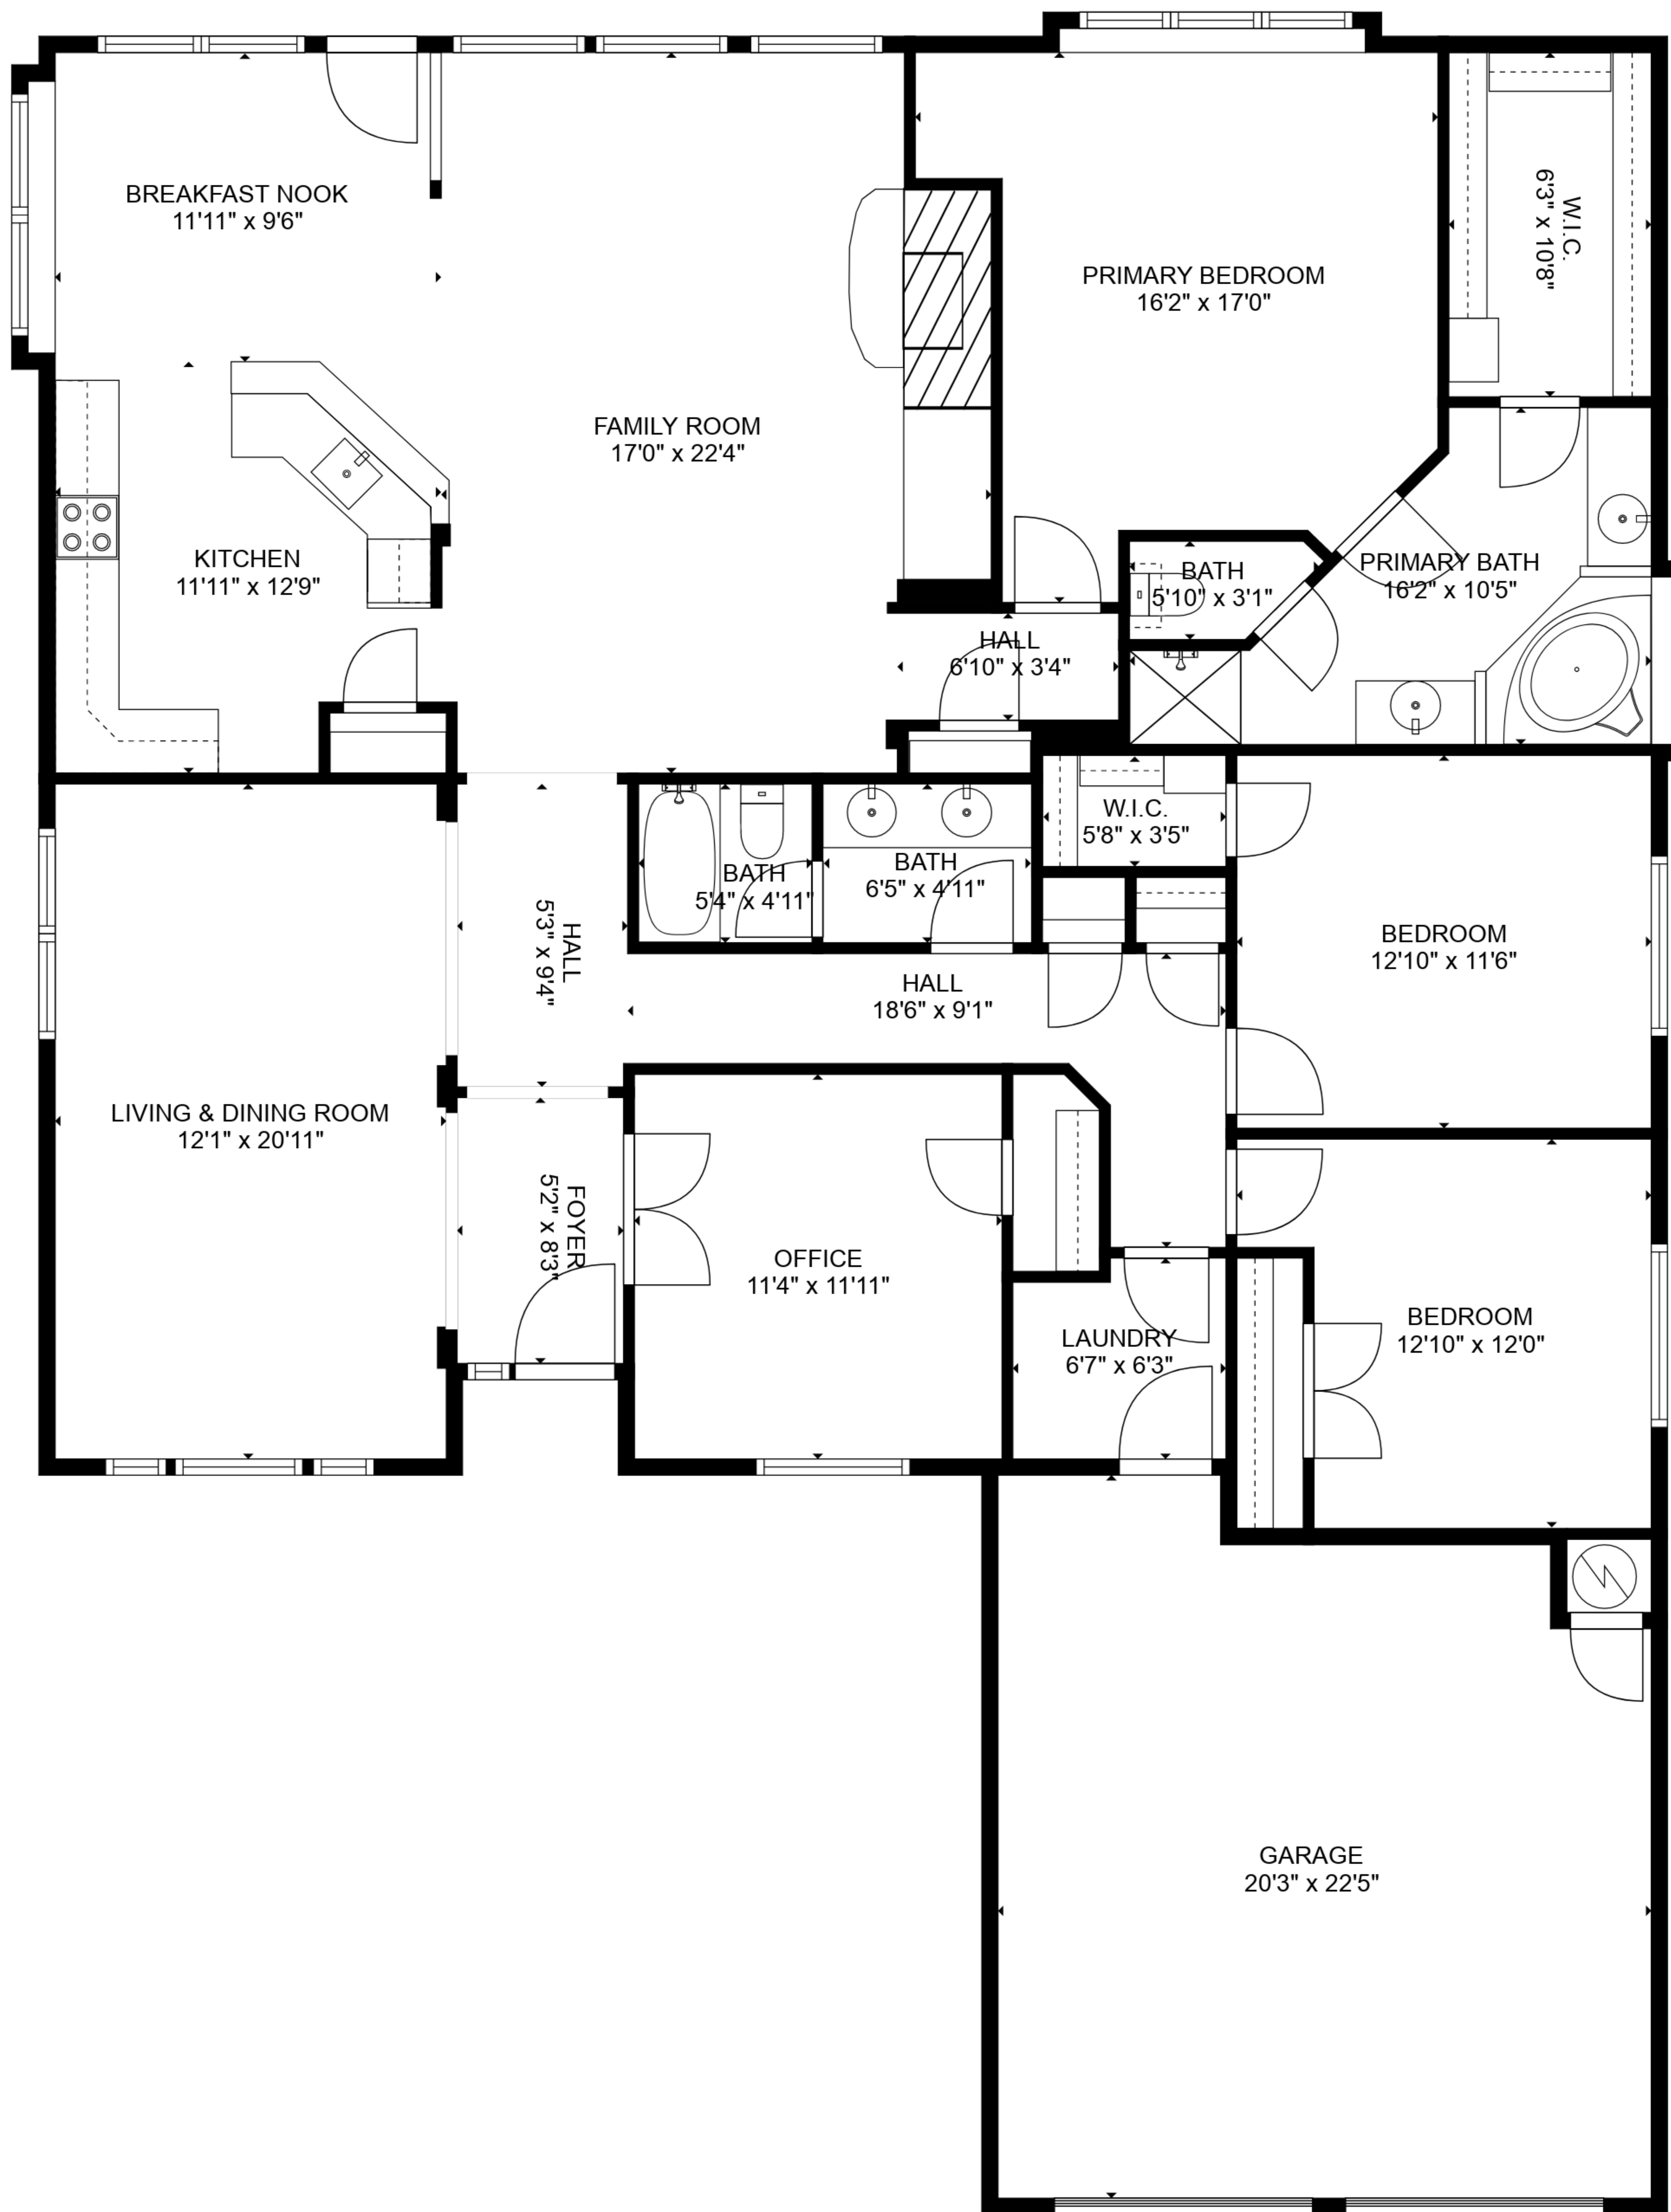 BREAKFAST NOOK
11'11" x 9'6"
FAMILY ROOM
17'0" x 22'4"
PRIMARY BEDROOM
16'2" x 17'0"
W.I.C.
6'3" x 10'8"
KITCHEN
11'11" x 12'9"
BATH
5'10" x 3'1"
PRIMARY BATH
16'2" x 10'5"
HALL
6'10" x 3'4"
W.I.C.
5'8" x 3'5"
BATH
5'4" x 4'11"
BATH
6'5" x 4'11"
HALL
5'3" x 9'4"
HALL
18'6" x 9'1"
BEDROOM
12'10" x 11'6"
LIVING & DINING ROOM
12'1" x 20'11"
FOYER
5'2" x 8'3"
OFFICE
11'4" x 11'11"
LAUNDRY
6'7" x 6'3"
BEDROOM
12'10" x 12'0"
GARAGE
20'3" x 22'5"